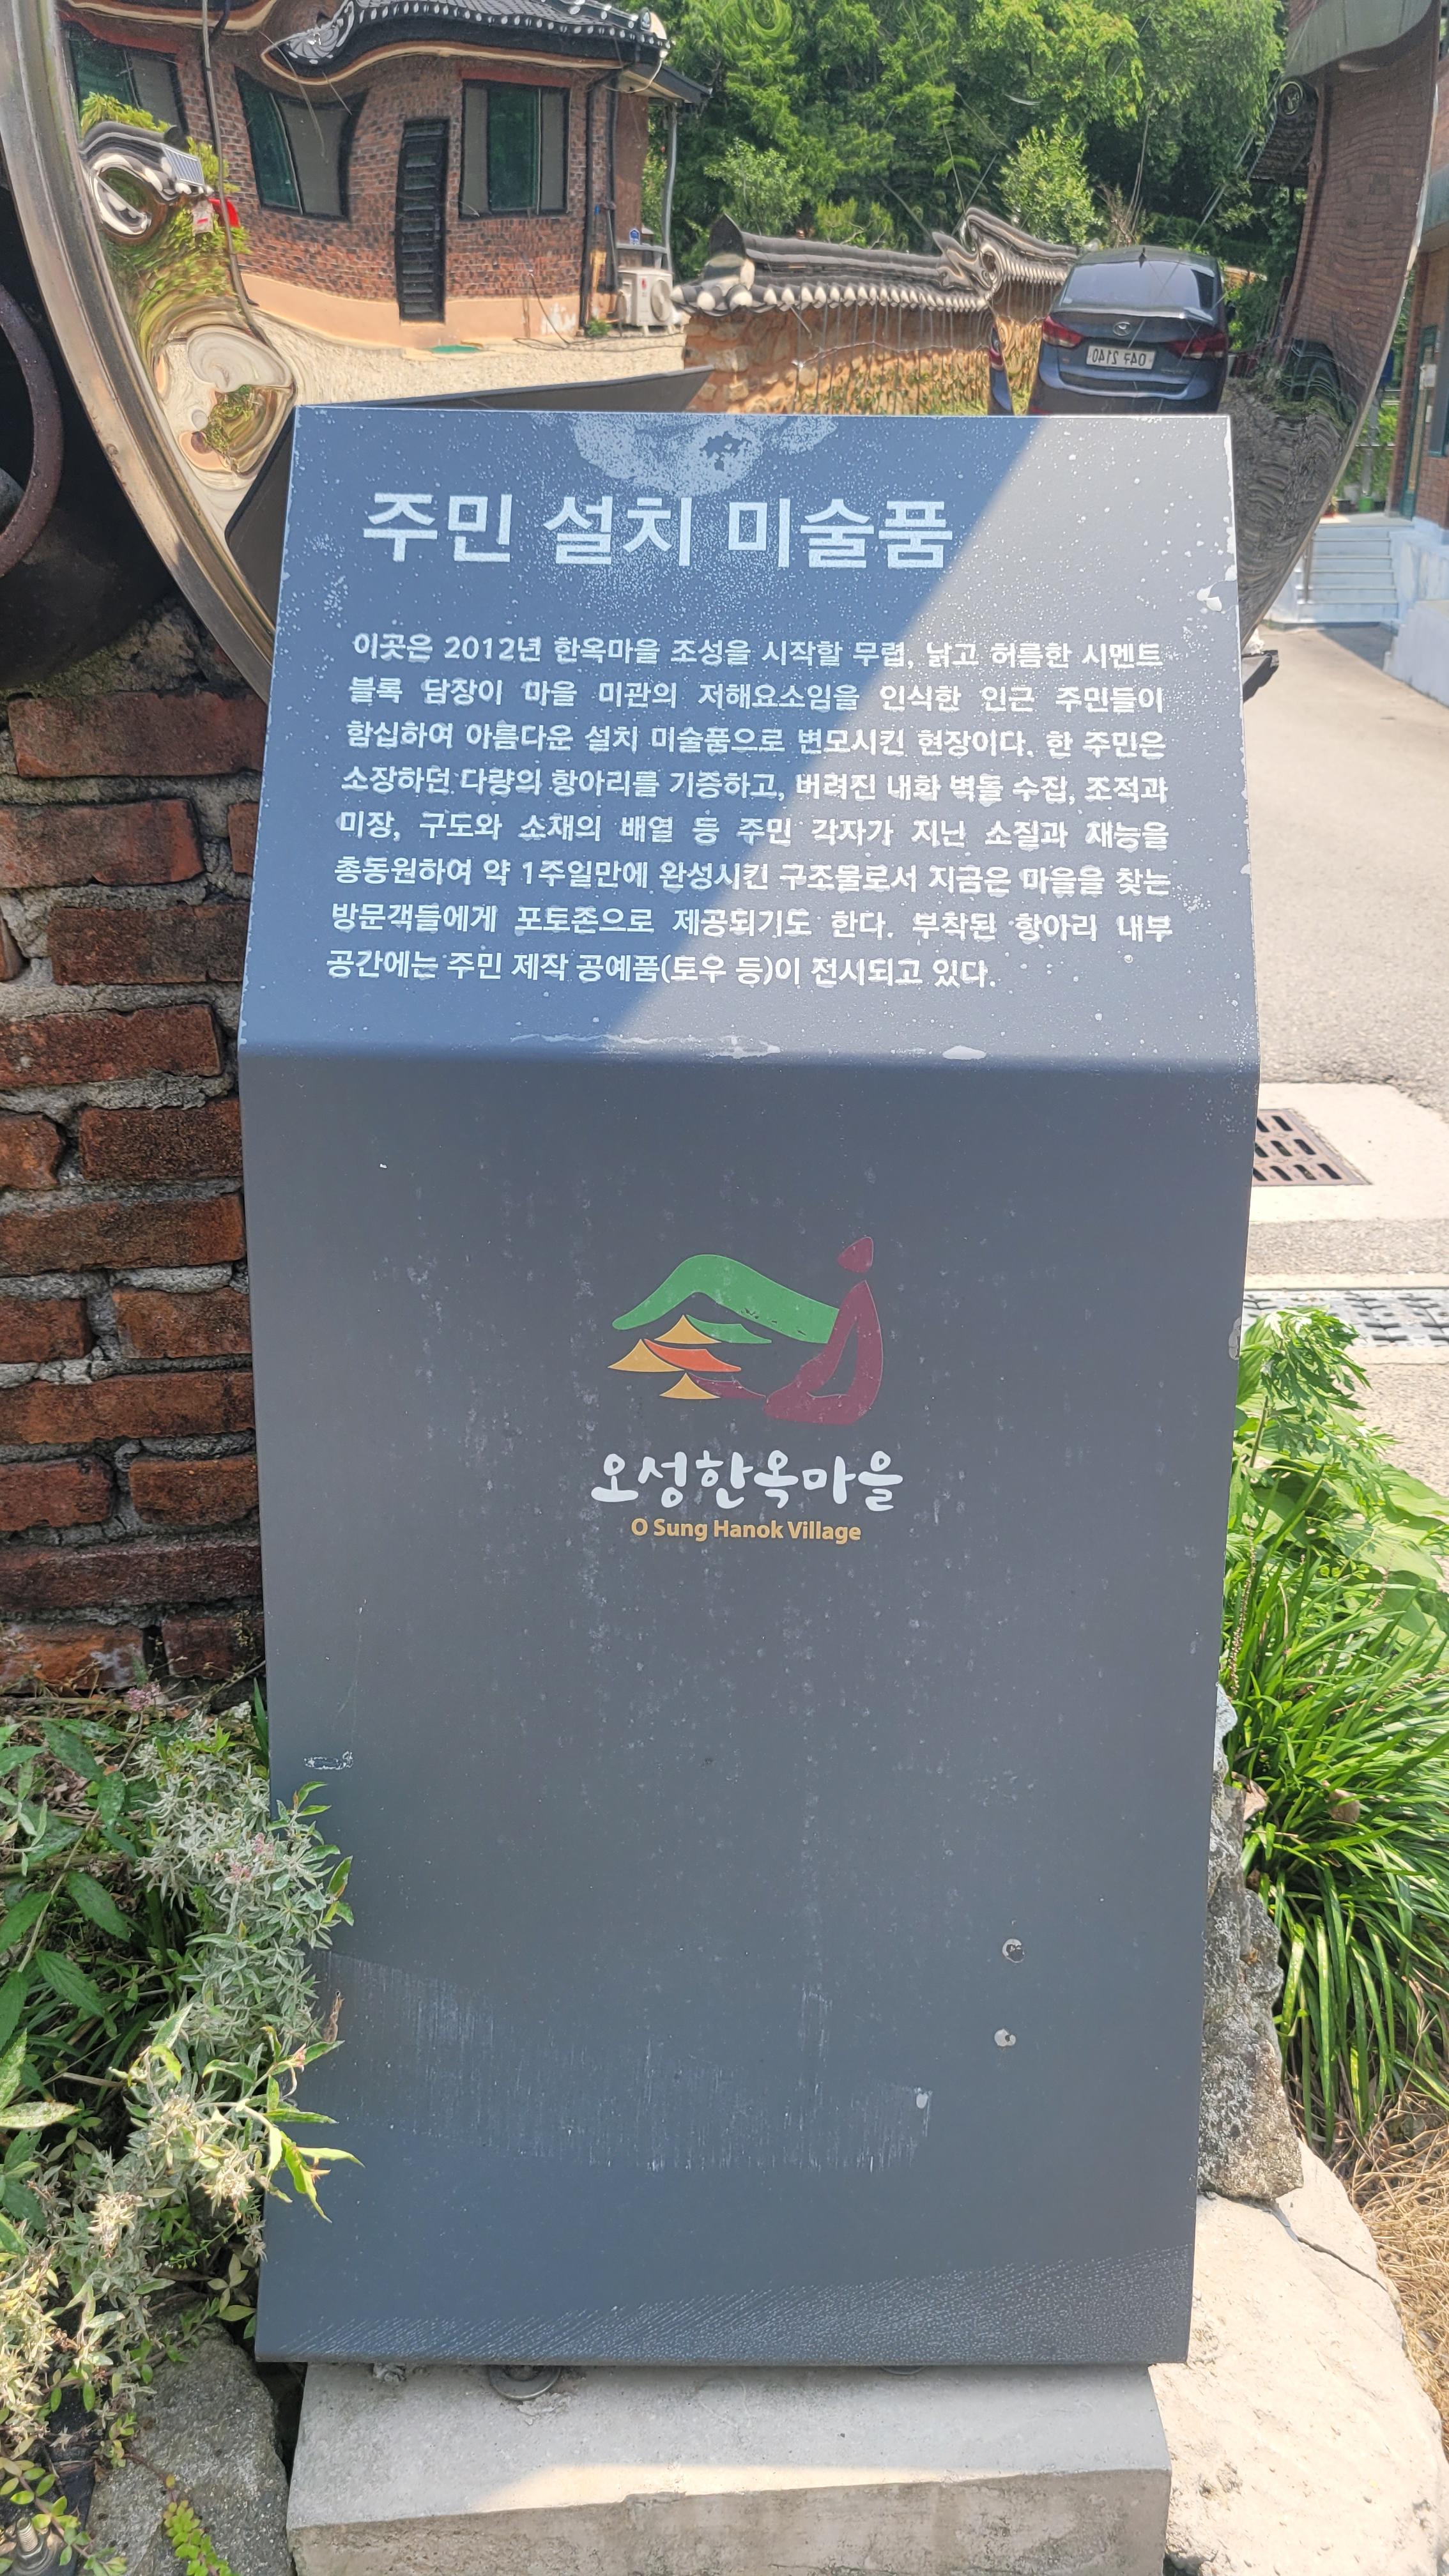 주민 설치 미술품
이곳은 2012년 한옥마을 조성을 시작할 무렵, 낡고 허름한 시멘트
블록 담장이 마을 미관의 저해요소임을 인식한 인근 주민들이
함심하여 아름다운 설치 미술품으로 변모시킨 현장이다. 한 주민은
소장하던 다량의 항아리를 기증하고, 버려진 내화 벽돌 수집, 조적과
미장, 구도와 소재의 배열 등 주민 각자가 지닌 소질과 재능을
총동원하여 약 1주일만에 완성시킨 구조물로서 지금은 마을을 찾는
방문객들에게 포토존으로 제공되기도 한다. 부착된 항아리 내부
공간에는 주민 제작 공예품(토우 등)이 전시되고 있다.
오성한옥마을
O Sung Hanok Village